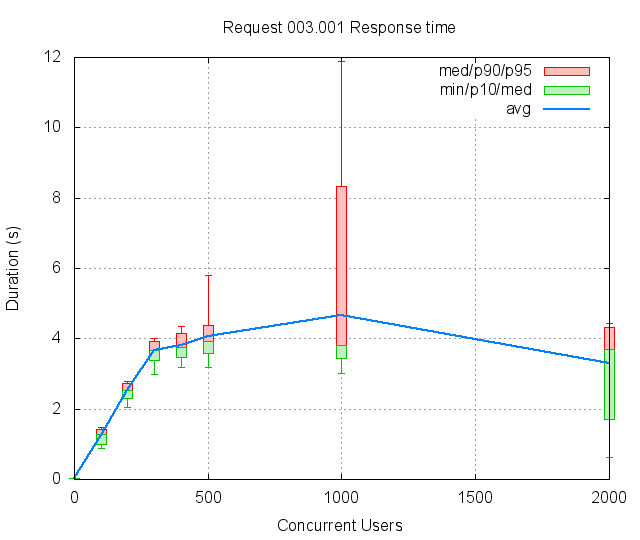 Request 003.001 Response time
12
10
8
6
4
2
0
Duration (s)
med/p90/p95
min/p10/med
avg
0 500 1000 1500 2000
Concurrent Users